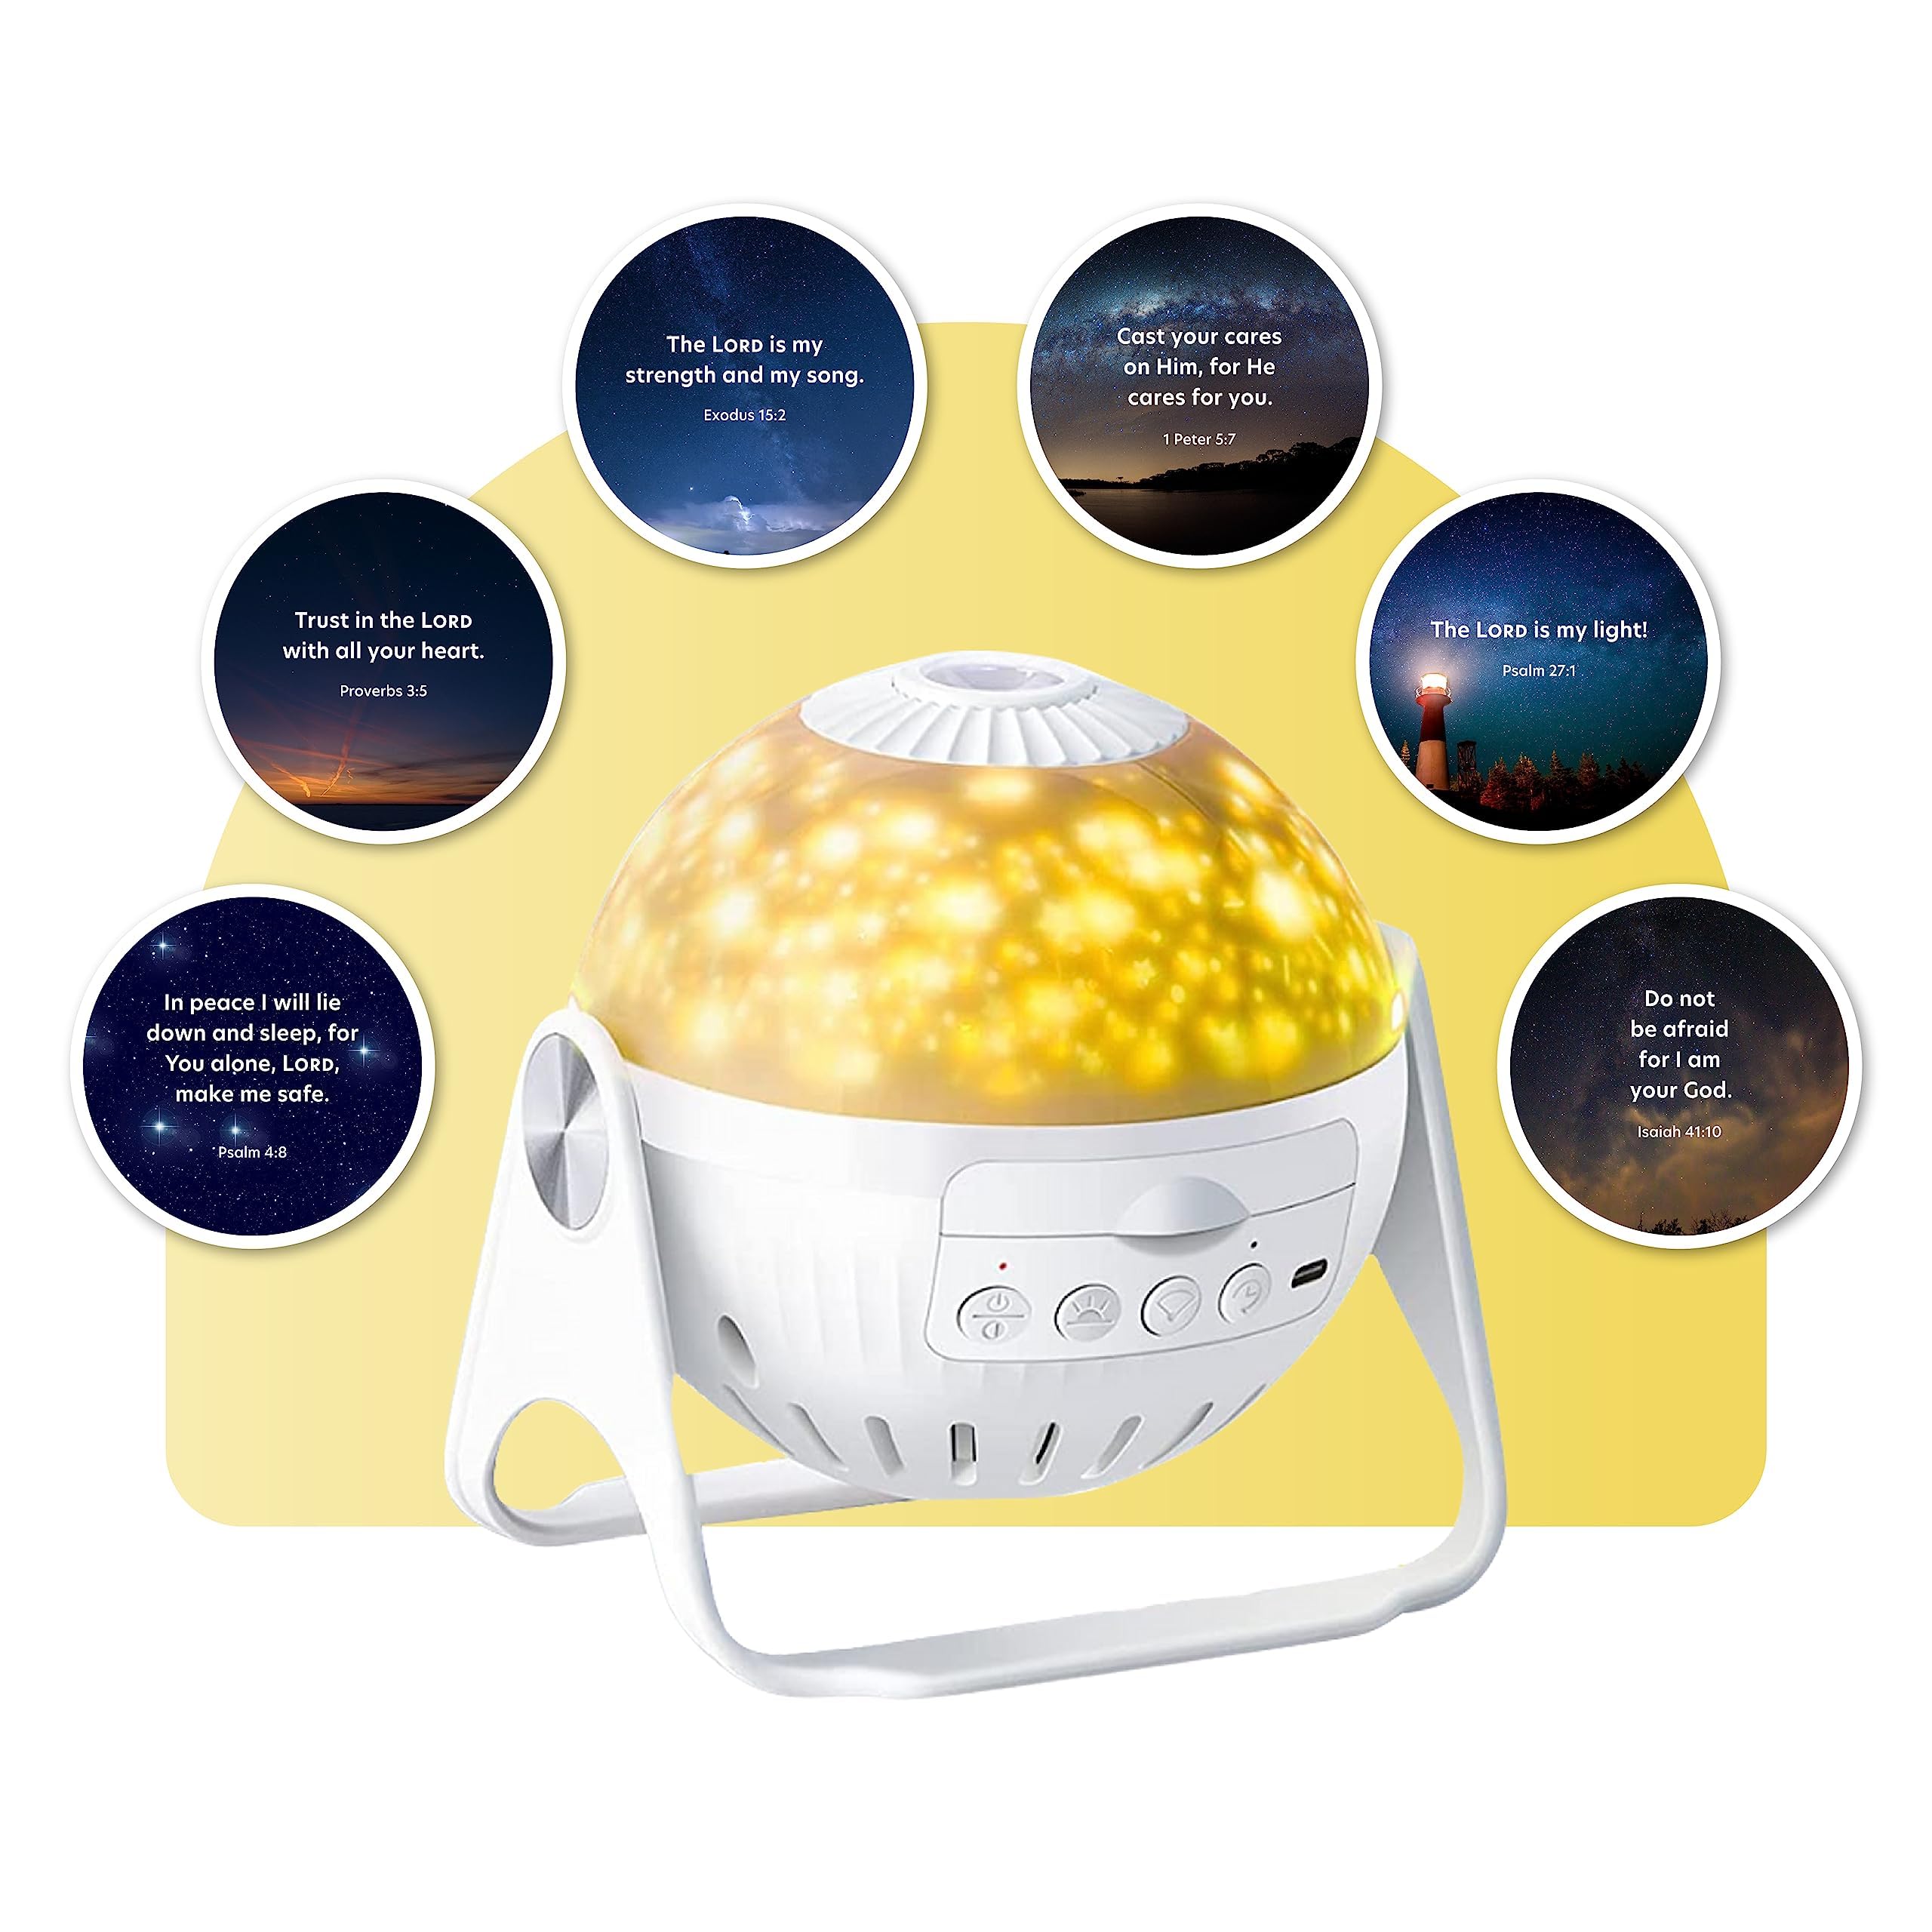 The LORD is my
strength and my song.
Exodus 15:2
Cast your cares
on Him, for He
cares for you.
1 Peter 5:7
Trust in the LORD
with all your heart.
Proverbs 3:5
The LORD is my light!
Psalm 27:1
In peace I will lie
down and sleep, for
You alone, LORD,
make me safe.
Psalm 4:8
Do not
be afraid
for I am
your God.
Isaiah 41:10